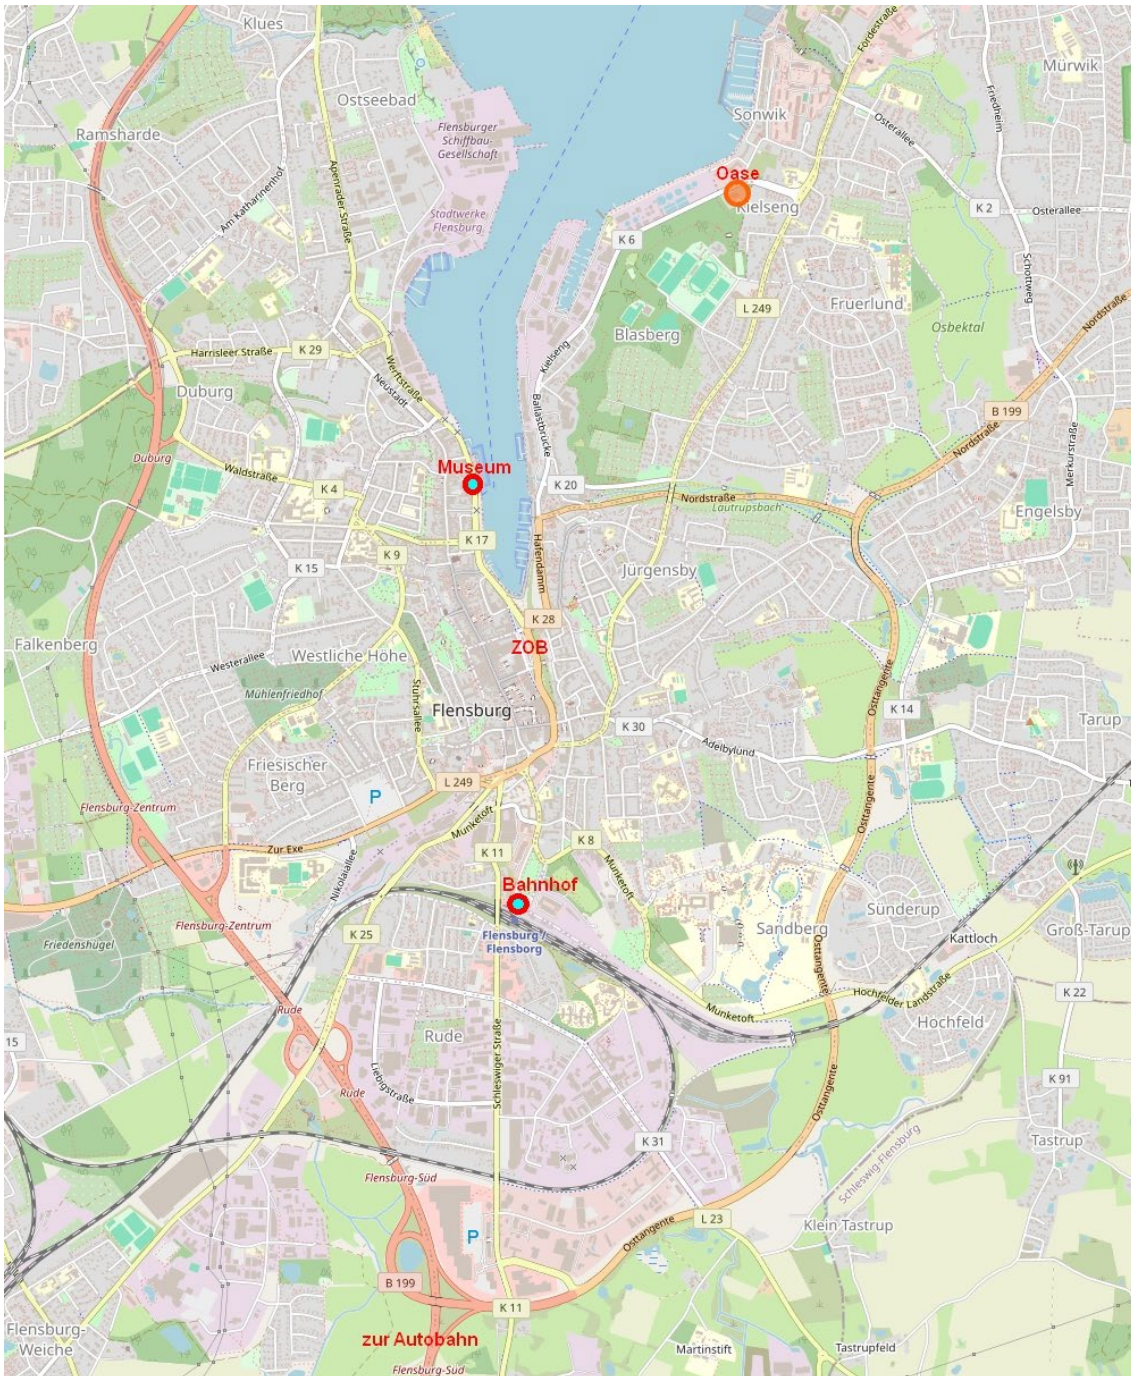 Klues
Fördestraße
Mürwik
Ostseebad
Sonwik
Friedheim
Ramsharde
Flensburger
Schiffbau-
Gesellschaft
Osterallee
Apenrader Straße
Am Katharinenhof
Oase
Kielseng
K 2
Osterallee
Stadtwerke
Flensburg
K 6
Schottweg
L 249
Fruerlund
Osbektal
Nordstraße
Blasberg
Harrisleer Straße
K 29
Werftstraße
Kielseng
Neustadt
Duburg
Ballastbrücke
B 199
Nordstraße
Merkurstraße
Duburg
Waldstraße
Museum
K 4
K 20
Nordstraße
Lautrupsbach
Engelsby
K 17
Hafendamm
K 9
K 15
Jürgensby
K 28
Falkenberg
Westerallee
Westliche Höhe
ZOB
Mühlenfriedhof
Stuhrsallee
Osttangente
K 14
Flensburg
K 30
Adelbylund
Tarup
Friesischer
Berg
L 249
P
Flensburg-Zentrum
Munketoft
Osttangente
Zur Exe
K 11
K 8
Nikolaiallee
Munketoft
Bahnhof
Flensburg-Zentrum
Friedenshügel
K 25
Flensburg /
Flensborg
Sandberg
Sünderup
Kattloch
Groß-Tarup
Osttangente
K 22
Rude
Munketoft
Hochfelder Landstraße
Hochfeld
15
Rude
Schleswiger Straße
Liebigstraße
Rude
K 91
Osttangente
K 31
Tastrup
Schleswig-Flensburg
Flensburg-Süd
L 23
Klein Tastrup
P
Osttangente
B 199
K 11
Flensburg-
Weiche
zur Autobahn
Martinstift
Tastrupfeld
Flensburg-Süd